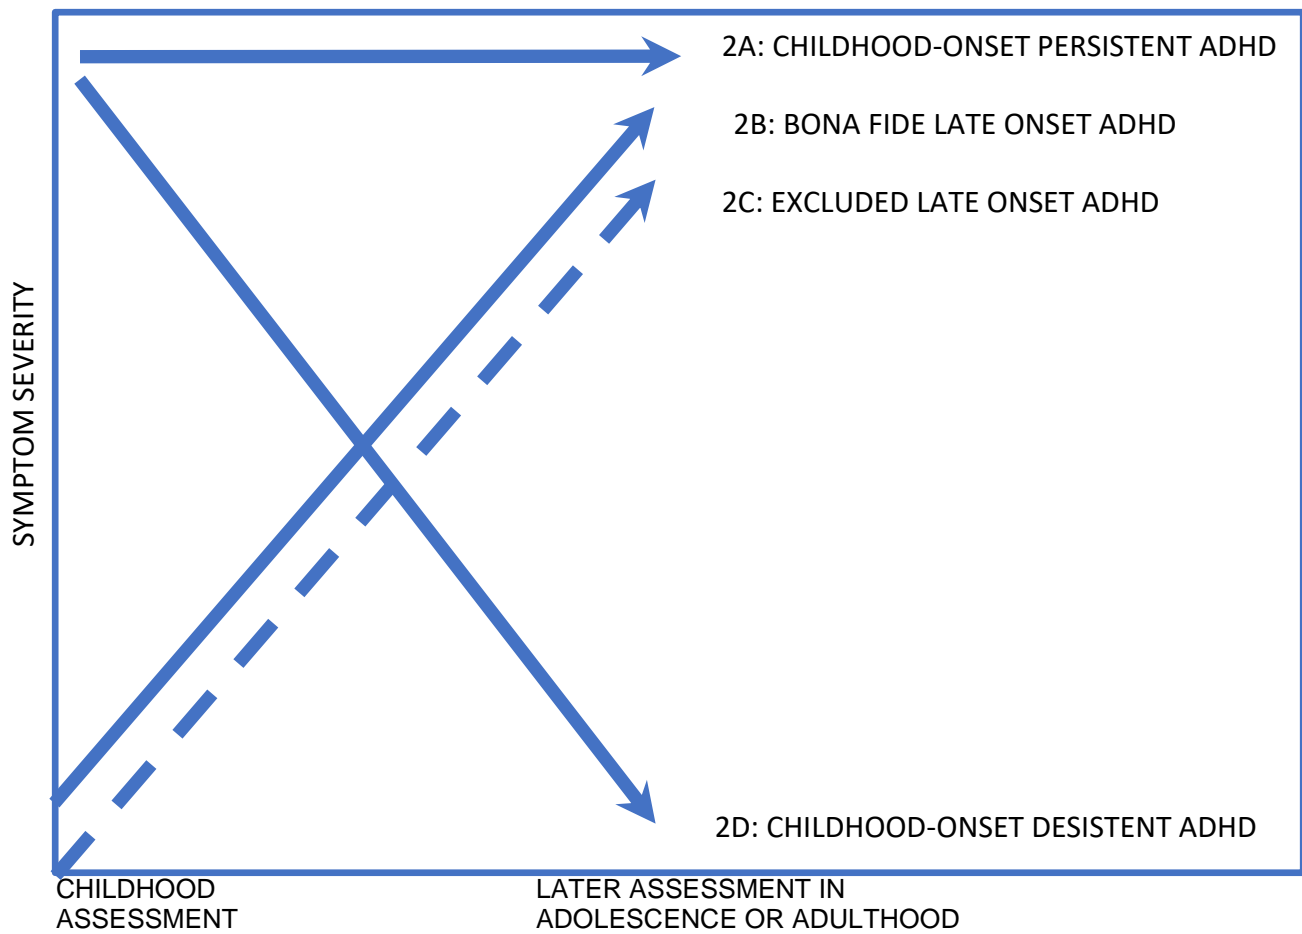 2A: CHILDHOOD-ONSET PERSISTENT ADHD
2B: BONA FIDE LATE ONSET ADHD
2C: EXCLUDED LATE ONSET ADHD
SYMPTOM SEVERITY
2D: CHILDHOOD-ONSET DESISTENT ADHD
CHILDHOOD
ASSESSMENT
LATER ASSESSMENT IN
ADOLESCENCE OR ADULTHOOD